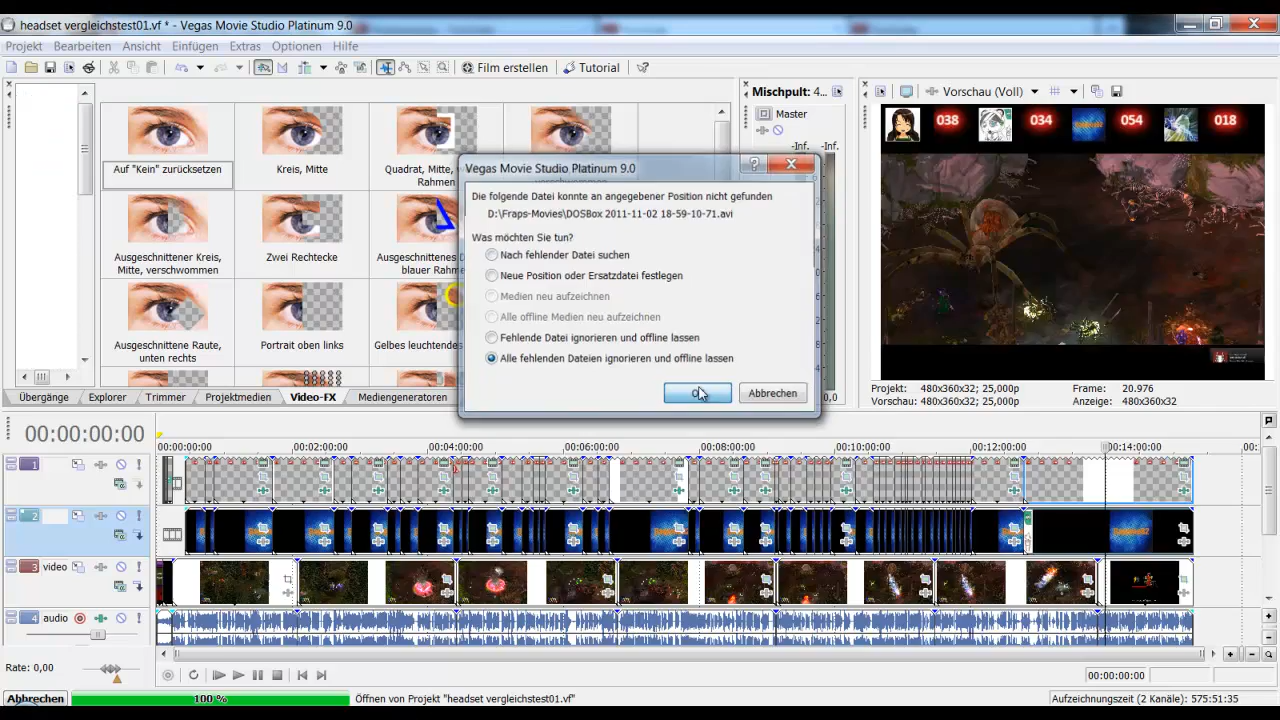 headset vergleichstest01.vf * - Vegas Movie Studio Platinum 9.0
Projekt Bearbeiten Ansicht Einfügen Extras Optionen Hilfe
Film erstellen Tutorial
Auf "Kein" zurücksetzen
Kreis, Mitte
Quadrat, Mitte,
Rahmen
Ausgeschnittener Kreis,
Mitte, verschwommen
Zwei Rechtecke
blauer Rahm
Ausgeschnittene Raute,
unten rechts
Portrait oben links
Gelbes leuchtendes
Übergänge Explorer Trimmer Projektmedien Video-FX Mediengeneratoren
Mischpult: 4...
Master
-Inf. -Inf.
Vorschau (Voll)
038 034 054 018
Projekt: 480x360x32; 25,000p
Vorschau: 480x360x32; 25,000p
Frame: 20.976
Anzeige: 480x360x32
Vegas Movie Studio Platinum 9.0
Die folgende Datei konnte an angegebener Position nicht gefunden
D:\Fraps-Movies\DOSBox 2011-11-02 18-59-10-71.avi
Was möchten Sie tun?
Nach fehlender Datei suchen
Neue Position oder Ersatzdatei festlegen
Medien neu aufzeichnen
Alle offline Medien neu aufzeichnen
Fehlende Datei ignorieren und offline lassen
Alle fehlenden Dateien ignorieren und offline lassen
Abbrechen
00:00:00:00
00:00:00:00 00:02:00:00 00:04:00:00 00:06:00:00 00:08:00:00 00:10:00:00 00:12:00:00 00:14:00:00 00:
1
2
3 video
4 audio
Rate: 0,00
00:00:00:00
Abbrechen 100 % Öffnen von Projekt "headset vergleichstest01.vf"
Aufzeichnungszeit (2 Kanäle): 575:51:35